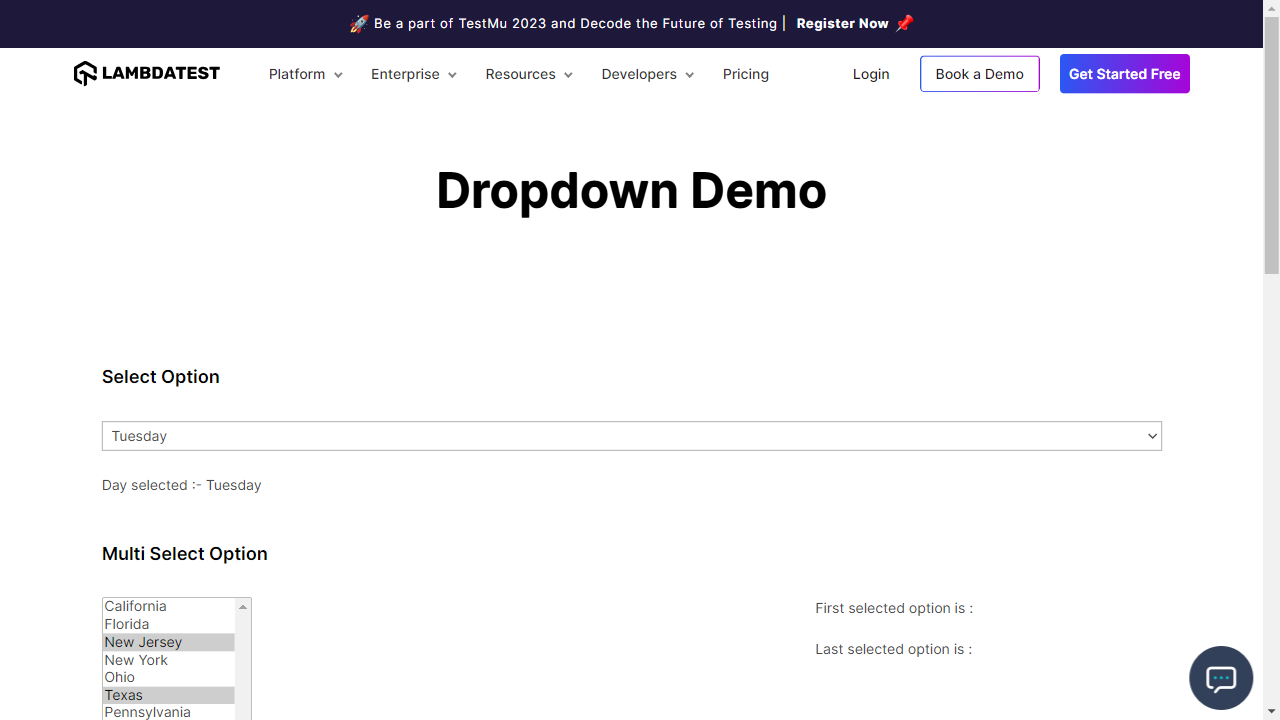 🚀 Be a part of TestMu 2023 and Decode the Future of Testing | Register Now 📌
LAMBDATEST Platform Enterprise Resources Developers Pricing Login Book a Demo Get Started Free
Dropdown Demo
Select Option
Tuesday
Day selected :- Tuesday
Multi Select Option
California
Florida
New Jersey
New York
Ohio
Texas
Pennsylvania
First selected option is :
Last selected option is :